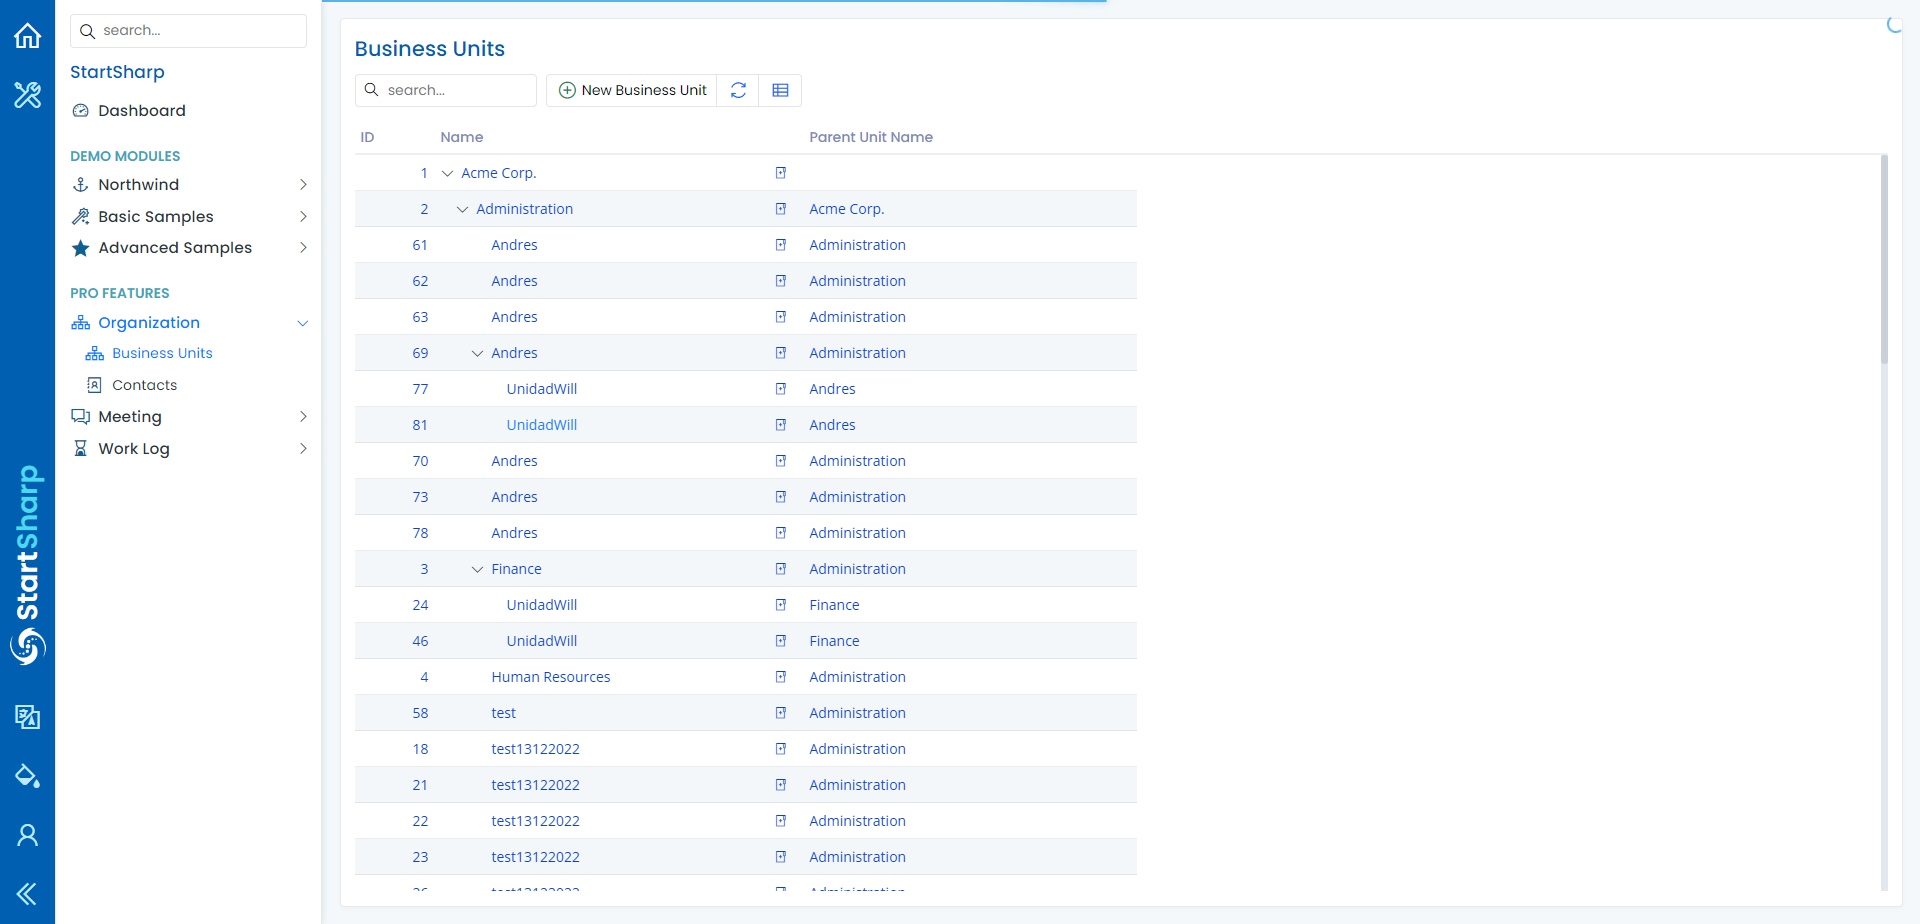 search...
StartSharp
Dashboard
DEMO MODULES
Northwind
Basic Samples
Advanced Samples
PRO FEATURES
Organization
Business Units
Contacts
Meeting
Work Log
StartSharp
Business Units
search...
New Business Unit
ID Name Parent Unit Name
1 Acme Corp.
2 Administration Acme Corp.
61 Andres Administration
62 Andres Administration
63 Andres Administration
69 Andres Administration
77 UnidadWill Andres
81 UnidadWill Andres
70 Andres Administration
73 Andres Administration
78 Andres Administration
3 Finance Administration
24 UnidadWill Finance
46 UnidadWill Finance
4 Human Resources Administration
58 test Administration
18 test13122022 Administration
21 test13122022 Administration
22 test13122022 Administration
23 test13122022 Administration
test13122022 Administration